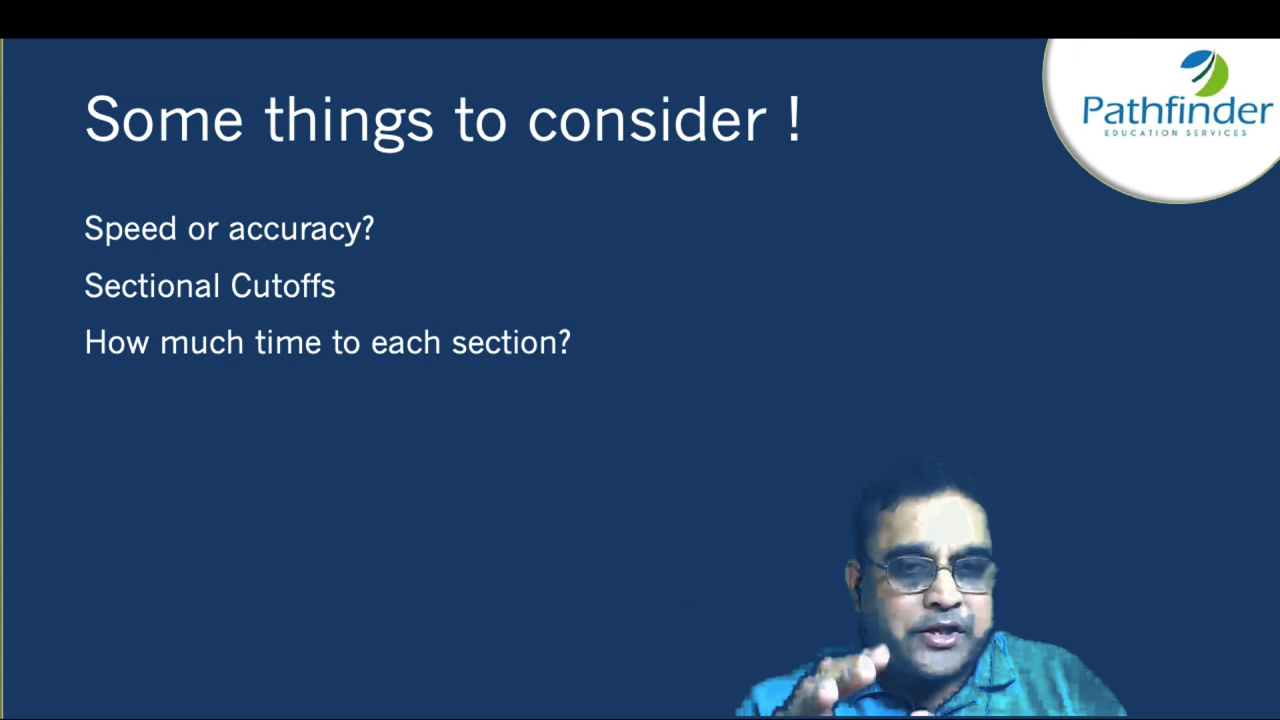 Some things to consider !
Pathfinder
EDUCATION SERVICES
Speed or accuracy?
Sectional Cutoffs
How much time to each section?